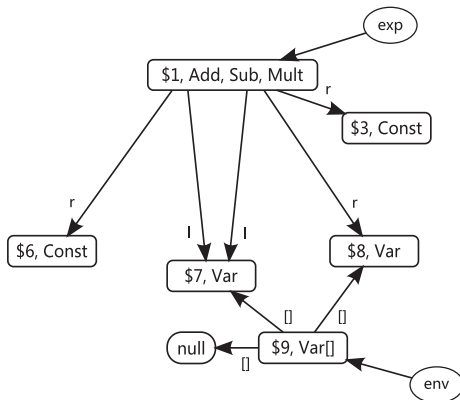 exp
$1, Add, Sub, Mult
r
$3, Const
r
l
l
r
$6, Const
$7, Var
$8, Var
[]
[]
null
[]
$9, Var[]
env